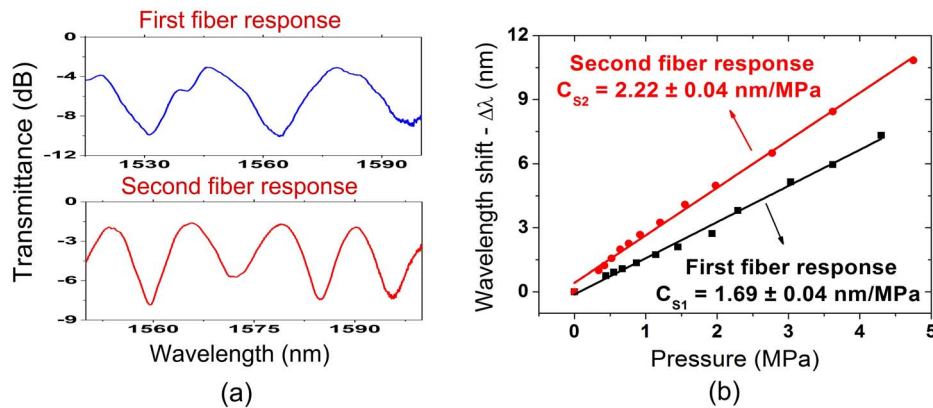 First fiber response
0
-4
-8
-12
1530
1560
1590
Second fiber response
0
-3
-6
-9
1560
1575
1590
Transmittance (dB)
Wavelength (nm)
(a)
12
9
6
3
0
Wavelength shift - Δλ (nm)
Second fiber response
C_S2 = 2.22 ± 0.04 nm/MPa
First fiber response
C_S1 = 1.69 ± 0.04 nm/MPa
0
1
2
3
4
5
Pressure (MPa)
(b)